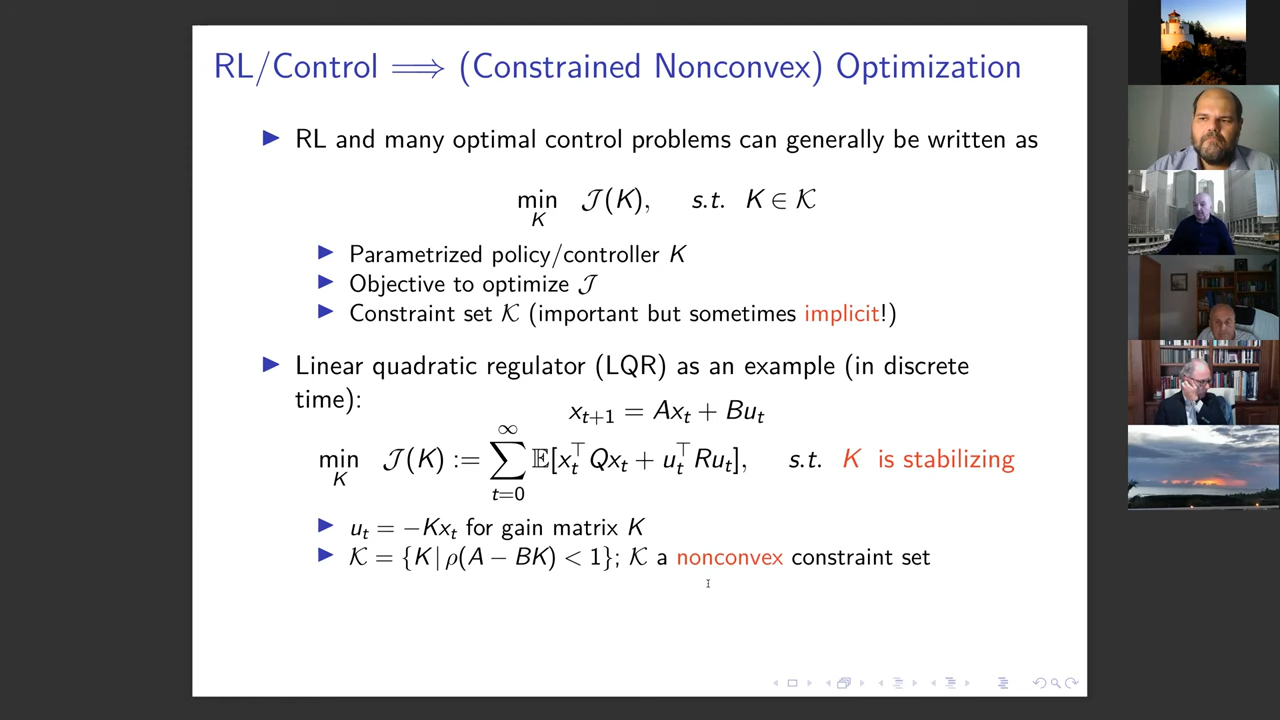 RL/Control ⟹ (Constrained Nonconvex) Optimization
▶ RL and many optimal control problems can generally be written as
min_K 𝒥(K), s.t. K ∈ 𝒦
▶ Parametrized policy/controller K
▶ Objective to optimize 𝒥
▶ Constraint set 𝒦 (important but sometimes implicit!)
▶ Linear quadratic regulator (LQR) as an example (in discrete
time):
x_{t+1} = Ax_t + Bu_t
min_K 𝒥(K) := ∑_{t=0}^{∞} 𝔼[x_t^⊤ Qx_t + u_t^⊤ Ru_t], s.t. K is stabilizing
▶ u_t = −Kx_t for gain matrix K
▶ 𝒦 = {K | ρ(A − BK) < 1}; 𝒦 a nonconvex constraint set